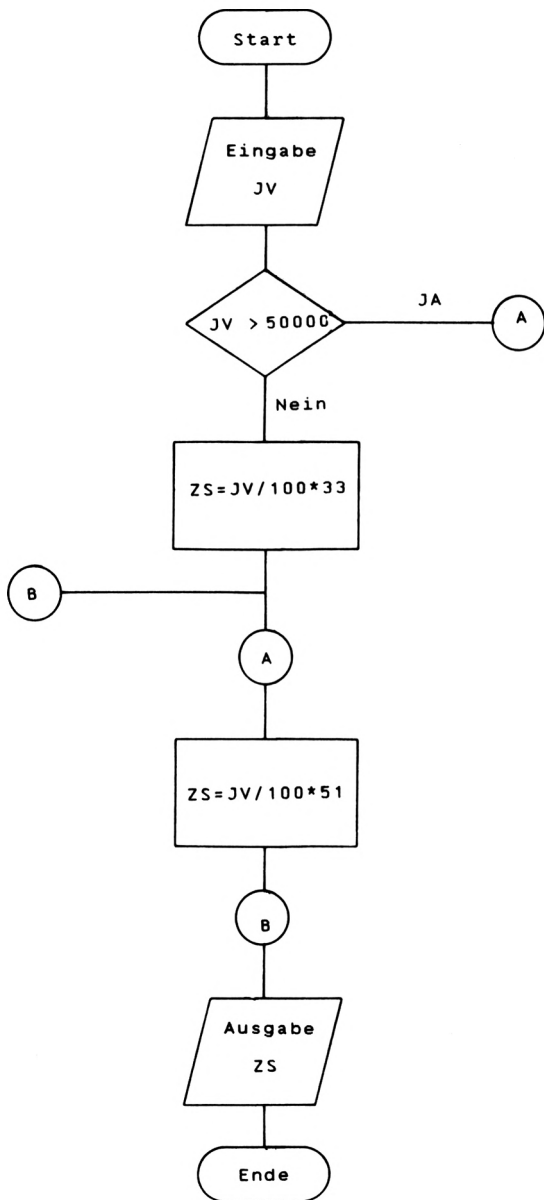 Start
Eingabe
JV
JV > 50000
JA
A
Nein
ZS=JV/100*33
B
A
ZS=JV/100*51
B
Ausgabe
ZS
Ende